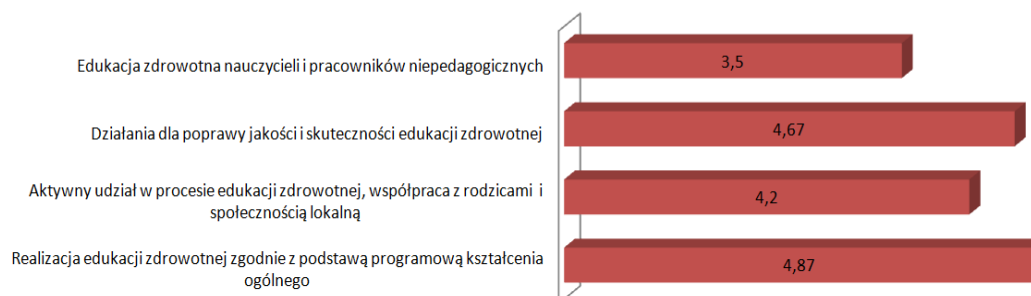 Edukacja zdrowotna nauczycieli i pracowników niepedagogicznych
3,5
Działania dla poprawy jakości i skuteczności edukacji zdrowotnej
4,67
Aktywny udział w procesie edukacji zdrowotnej, współpraca z rodzicami i
społecznością lokalną
4,2
Realizacja edukacji zdrowotnej zgodnie z podstawą programową kształcenia
ogólnego
4,87